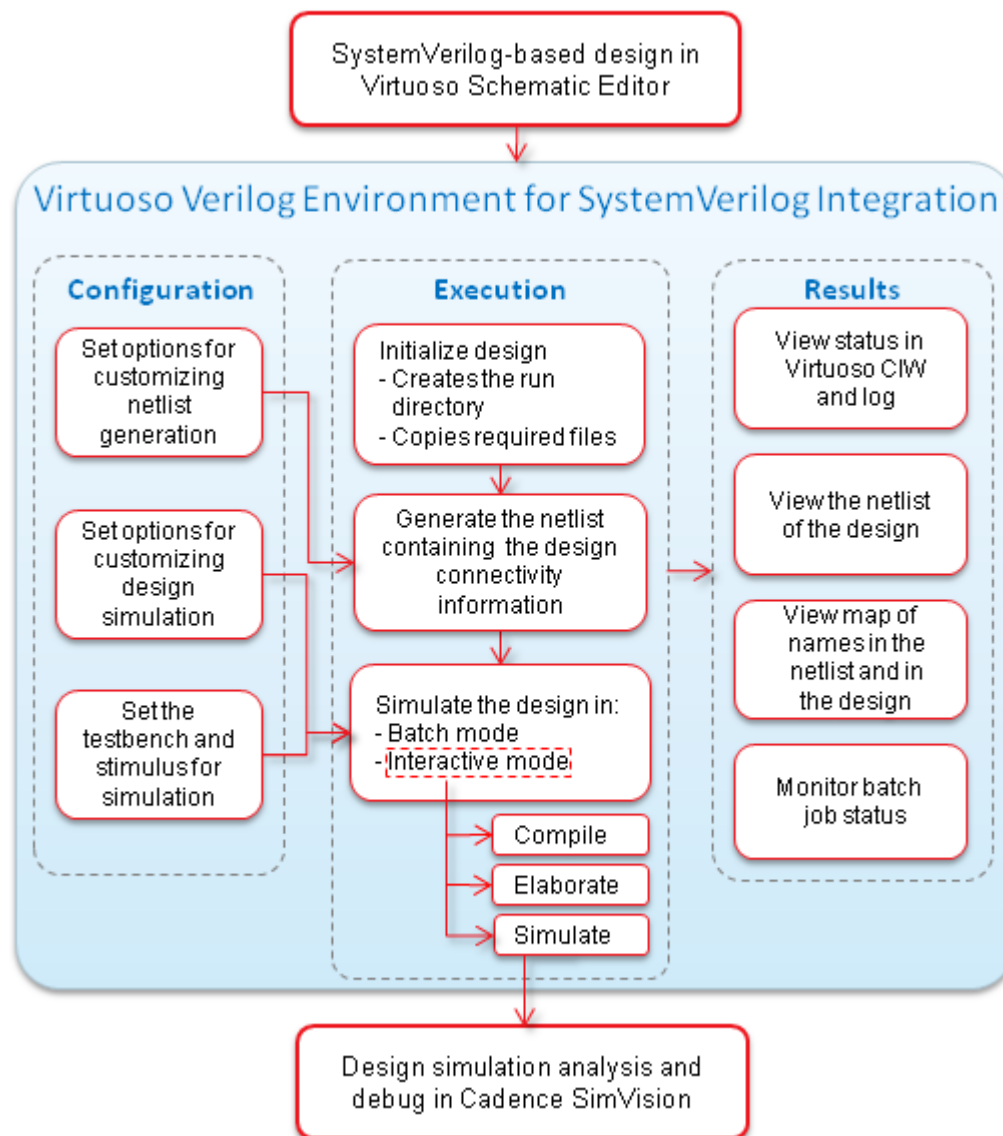 SystemVerilog-based design in
Virtuoso Schematic Editor
Virtuoso Verilog Environment for SystemVerilog Integration
Configuration
Set options for
customizing
netlist
generation
Set options for
customizing
design
simulation
Set the
testbench and
stimulus for
simulation
Execution
Initialize design
- Creates the run
directory
- Copies required files
Generate the netlist
containing the design
connectivity
information
Simulate the design in:
- Batch mode
- Interactive mode
Compile
Elaborate
Simulate
Results
View status in
Virtuoso CIW
and log
View the netlist
of the design
View map of
names in the
netlist and in
the design
Monitor batch
job status
Design simulation analysis and
debug in Cadence SimVision